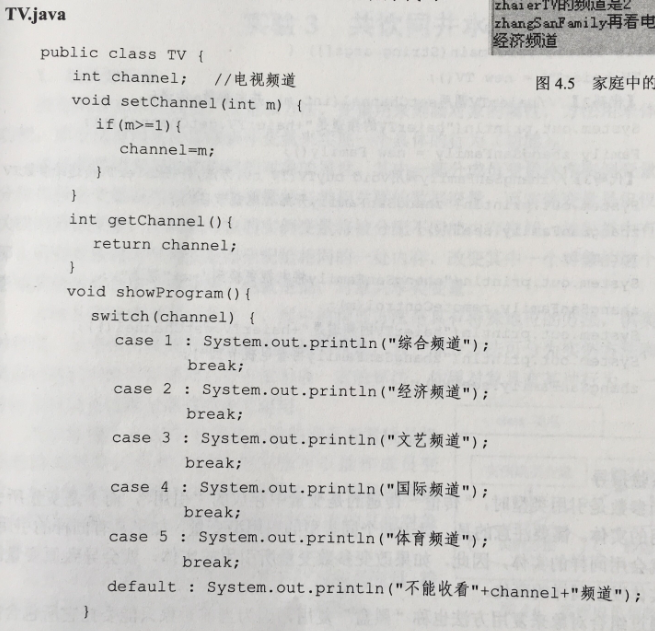 zhaierTV的频道是2
zhangSanFamily再看电
经济频道
图 4.5 家庭中的
TV.java
public class TV {
int channel; //电视频道
void setChannel(int m) {
if(m>=1){
channel=m;
}
int getChannel(){
return channel;
}
void showProgram(){
switch(channel) {
case 1 : System.out.println("综合频道");
break;
case 2 : System.out.println("经济频道");
break;
case 3 : System.out.println("文艺频道");
break;
case 4 : System.out.println("国际频道");
break;
case 5 : System.out.println("体育频道");
break;
default : System.out.println("不能收看"+channel+"频道");
}